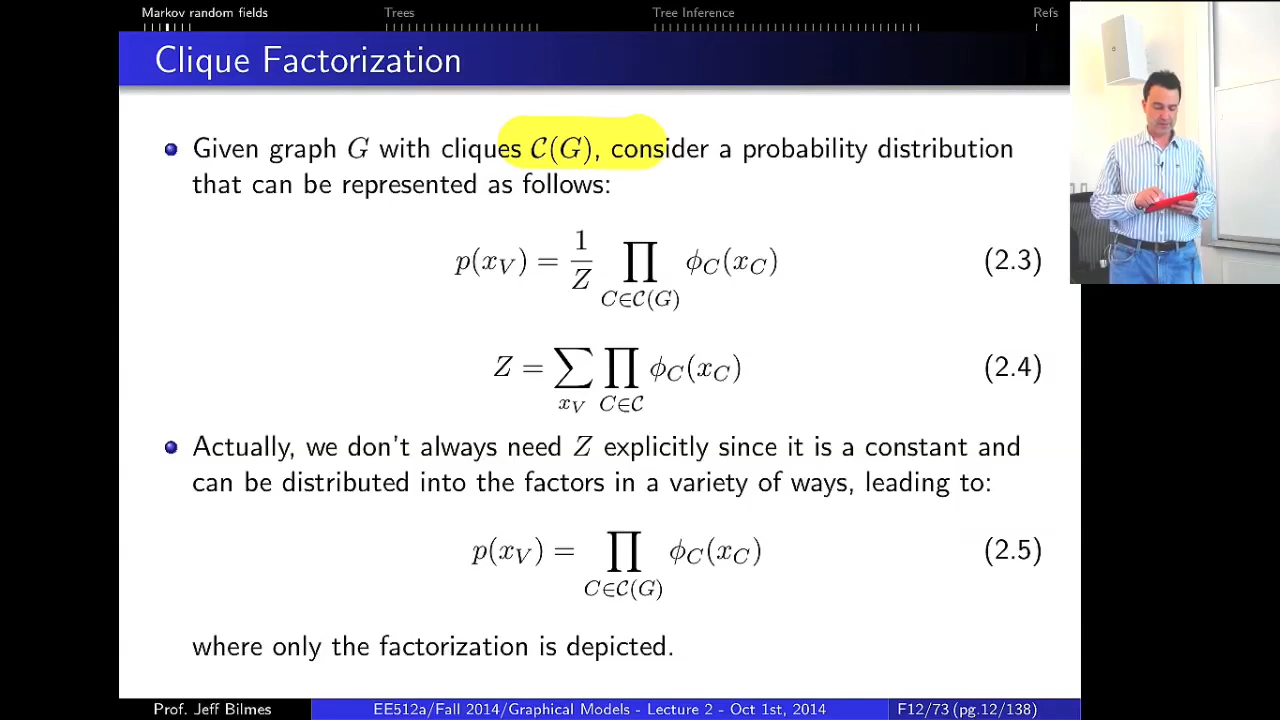 Markov random fields Trees Tree Inference Refs
Clique Factorization
Given graph G with cliques 𝒞(G), consider a probability distribution
that can be represented as follows:
p(x_V) = 1/Z ∏_{C∈𝒞(G)} ϕ_C(x_C) (2.3)
Z = ∑_{x_V} ∏_{C∈𝒞} ϕ_C(x_C) (2.4)
Actually, we don't always need Z explicitly since it is a constant and
can be distributed into the factors in a variety of ways, leading to:
p(x_V) = ∏_{C∈𝒞(G)} ϕ_C(x_C) (2.5)
where only the factorization is depicted.
Prof. Jeff Bilmes EE512a/Fall 2014/Graphical Models - Lecture 2 - Oct 1st, 2014 F12/73 (pg.12/138)